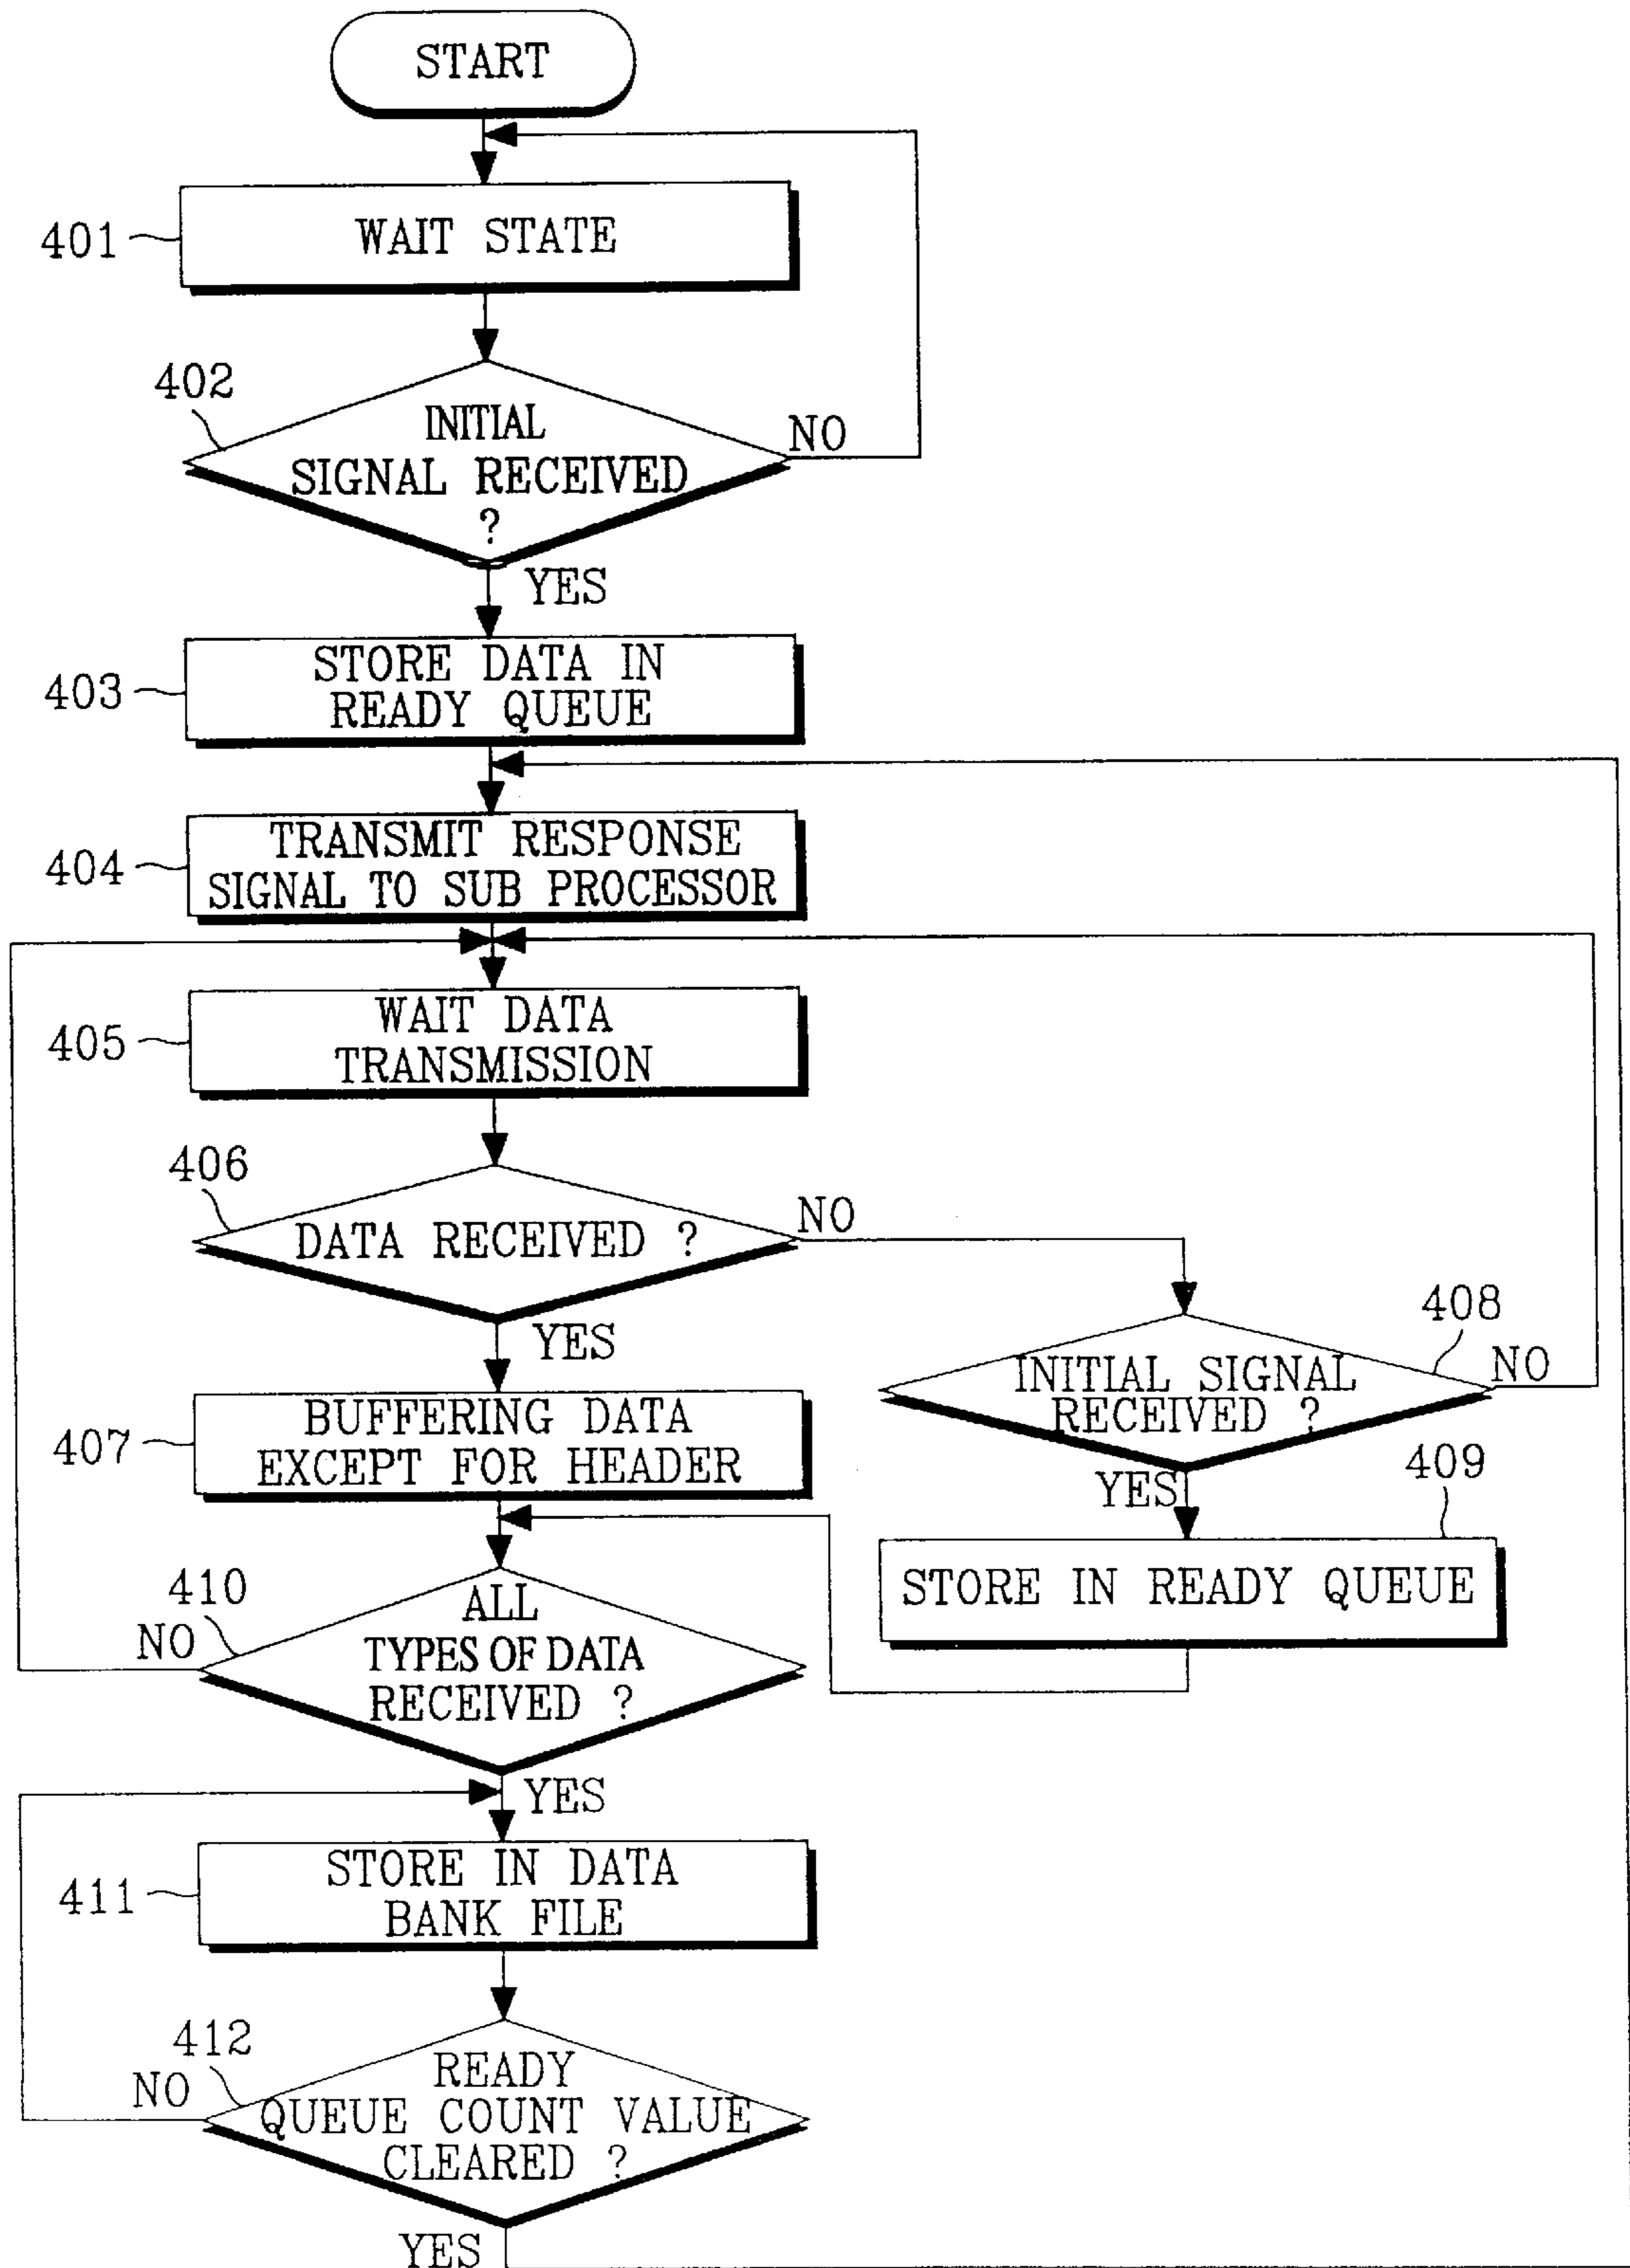 START
401
WAIT STATE
402
INITIAL
SIGNAL RECEIVED
?
NO
YES
403
STORE DATA IN
READY QUEUE
404
TRANSMIT RESPONSE
SIGNAL TO SUB PROCESSOR
405
WAIT DATA
TRANSMISSION
406
DATA RECEIVED ?
NO
YES
408
INITIAL SIGNAL
RECEIVED ?
NO
YES
407
BUFFERING DATA
EXCEPT FOR HEADER
409
STORE IN READY QUEUE
410
NO
ALL
TYPES OF DATA
RECEIVED ?
YES
411
STORE IN DATA
BANK FILE
412
NO
READY
QUEUE COUNT VALUE
CLEARED ?
YES